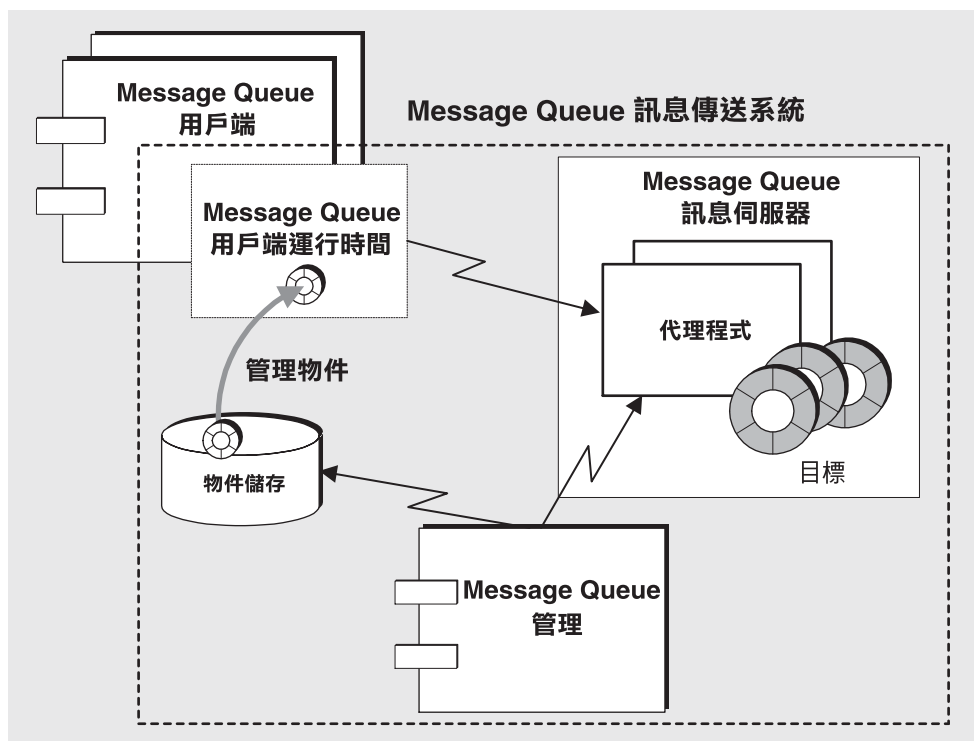 Message Queue
用戶端
Message Queue 訊息傳送系統
Message Queue
用戶端運行時間
Message Queue
訊息伺服器
代理程式
管理物件
目標
物件儲存
Message Queue
管理